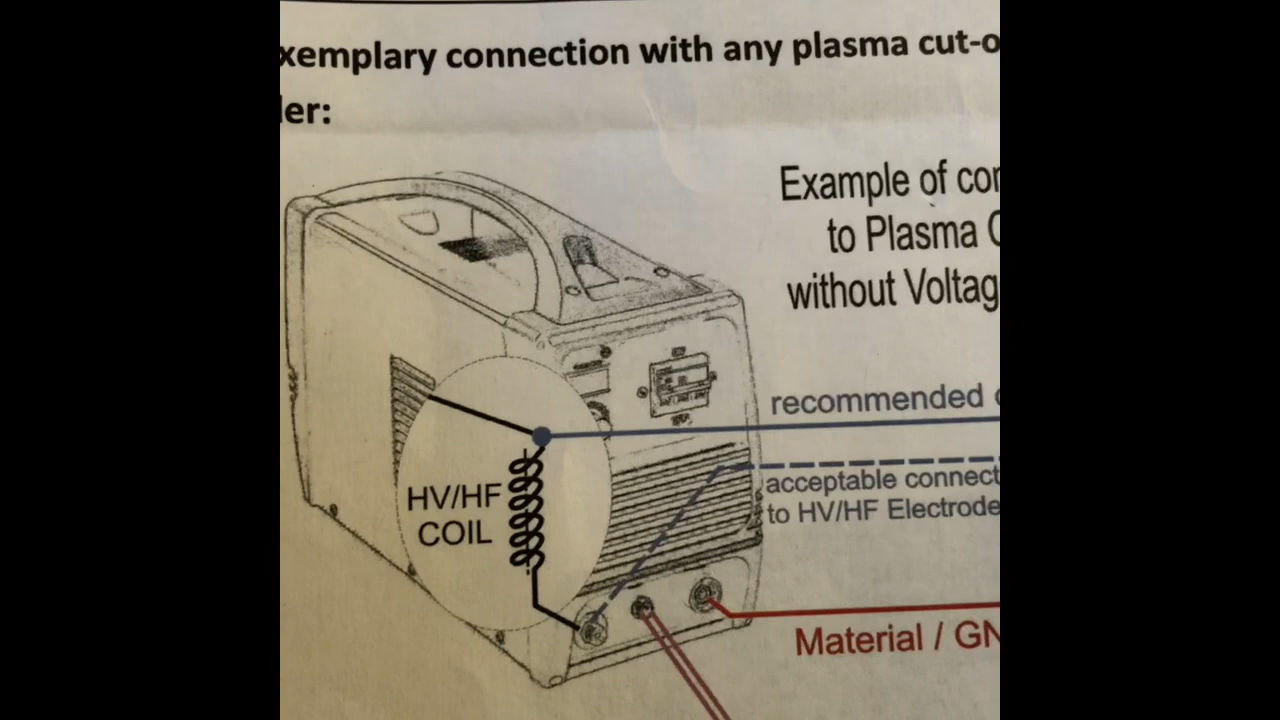 xemplary connection with any plasma cut-o
ler:
Example of cor
to Plasma C
without Voltag
recommended
acceptable connect
to HV/HF Electrode
HV/HF
COIL
Material / GN